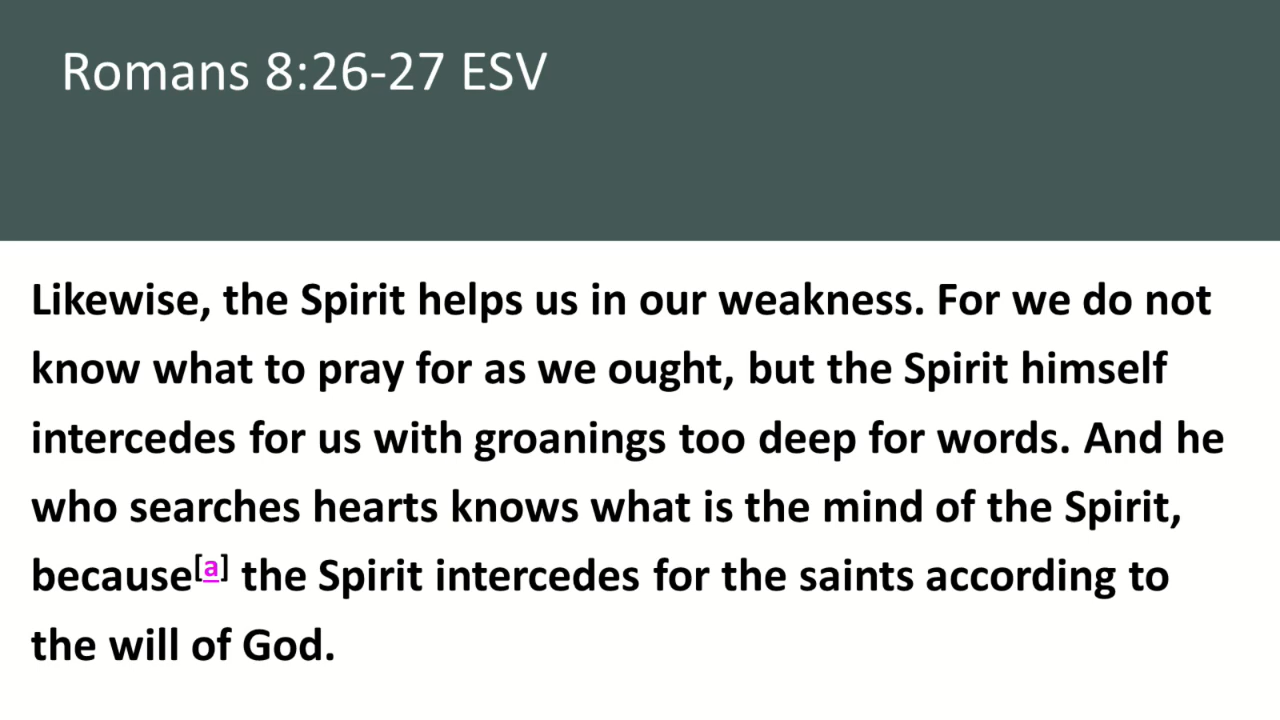 Romans 8:26-27 ESV
Likewise, the Spirit helps us in our weakness. For we do not
know what to pray for as we ought, but the Spirit himself
intercedes for us with groanings too deep for words. And he
who searches hearts knows what is the mind of the Spirit,
because[a] the Spirit intercedes for the saints according to
the will of God.